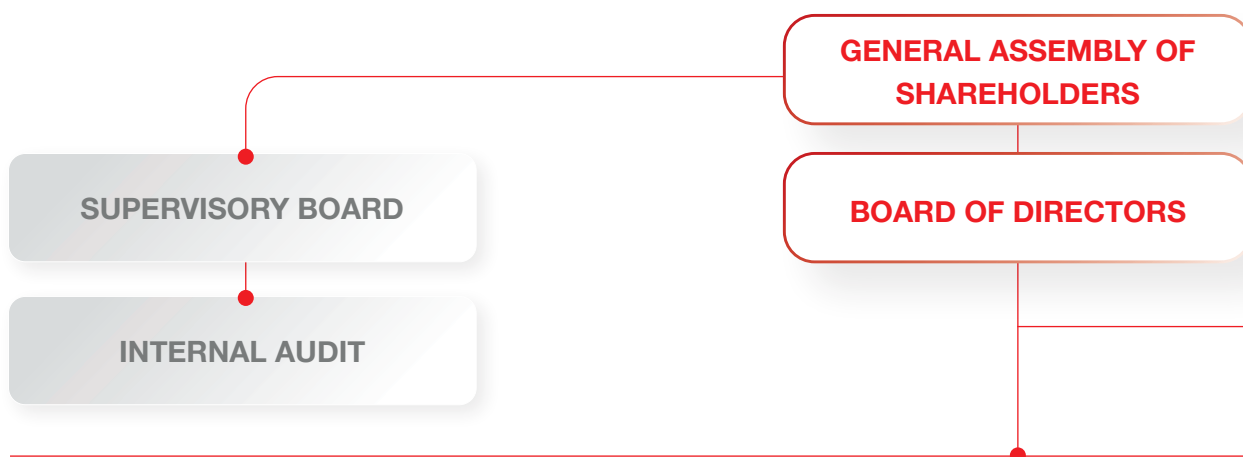 GENERAL ASSEMBLY OF
SHAREHOLDERS
SUPERVISORY BOARD
BOARD OF DIRECTORS
INTERNAL AUDIT